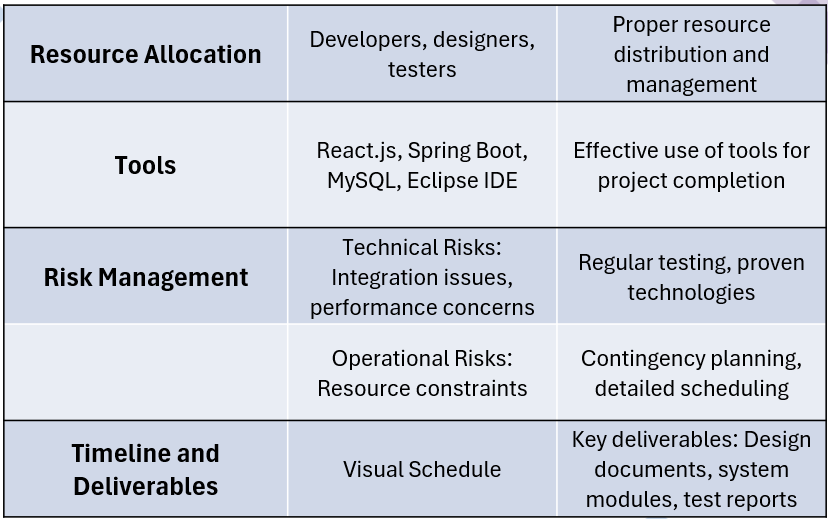 Resource Allocation
Developers, designers,
testers
Proper resource
distribution and
management
Tools
React.js, Spring Boot,
MySQL, Eclipse IDE
Effective use of tools for
project completion
Risk Management
Technical Risks:
Integration issues,
performance concerns
Regular testing, proven
technologies
Operational Risks:
Resource constraints
Contingency planning,
detailed scheduling
Timeline and
Deliverables
Visual Schedule
Key deliverables: Design
documents, system
modules, test reports